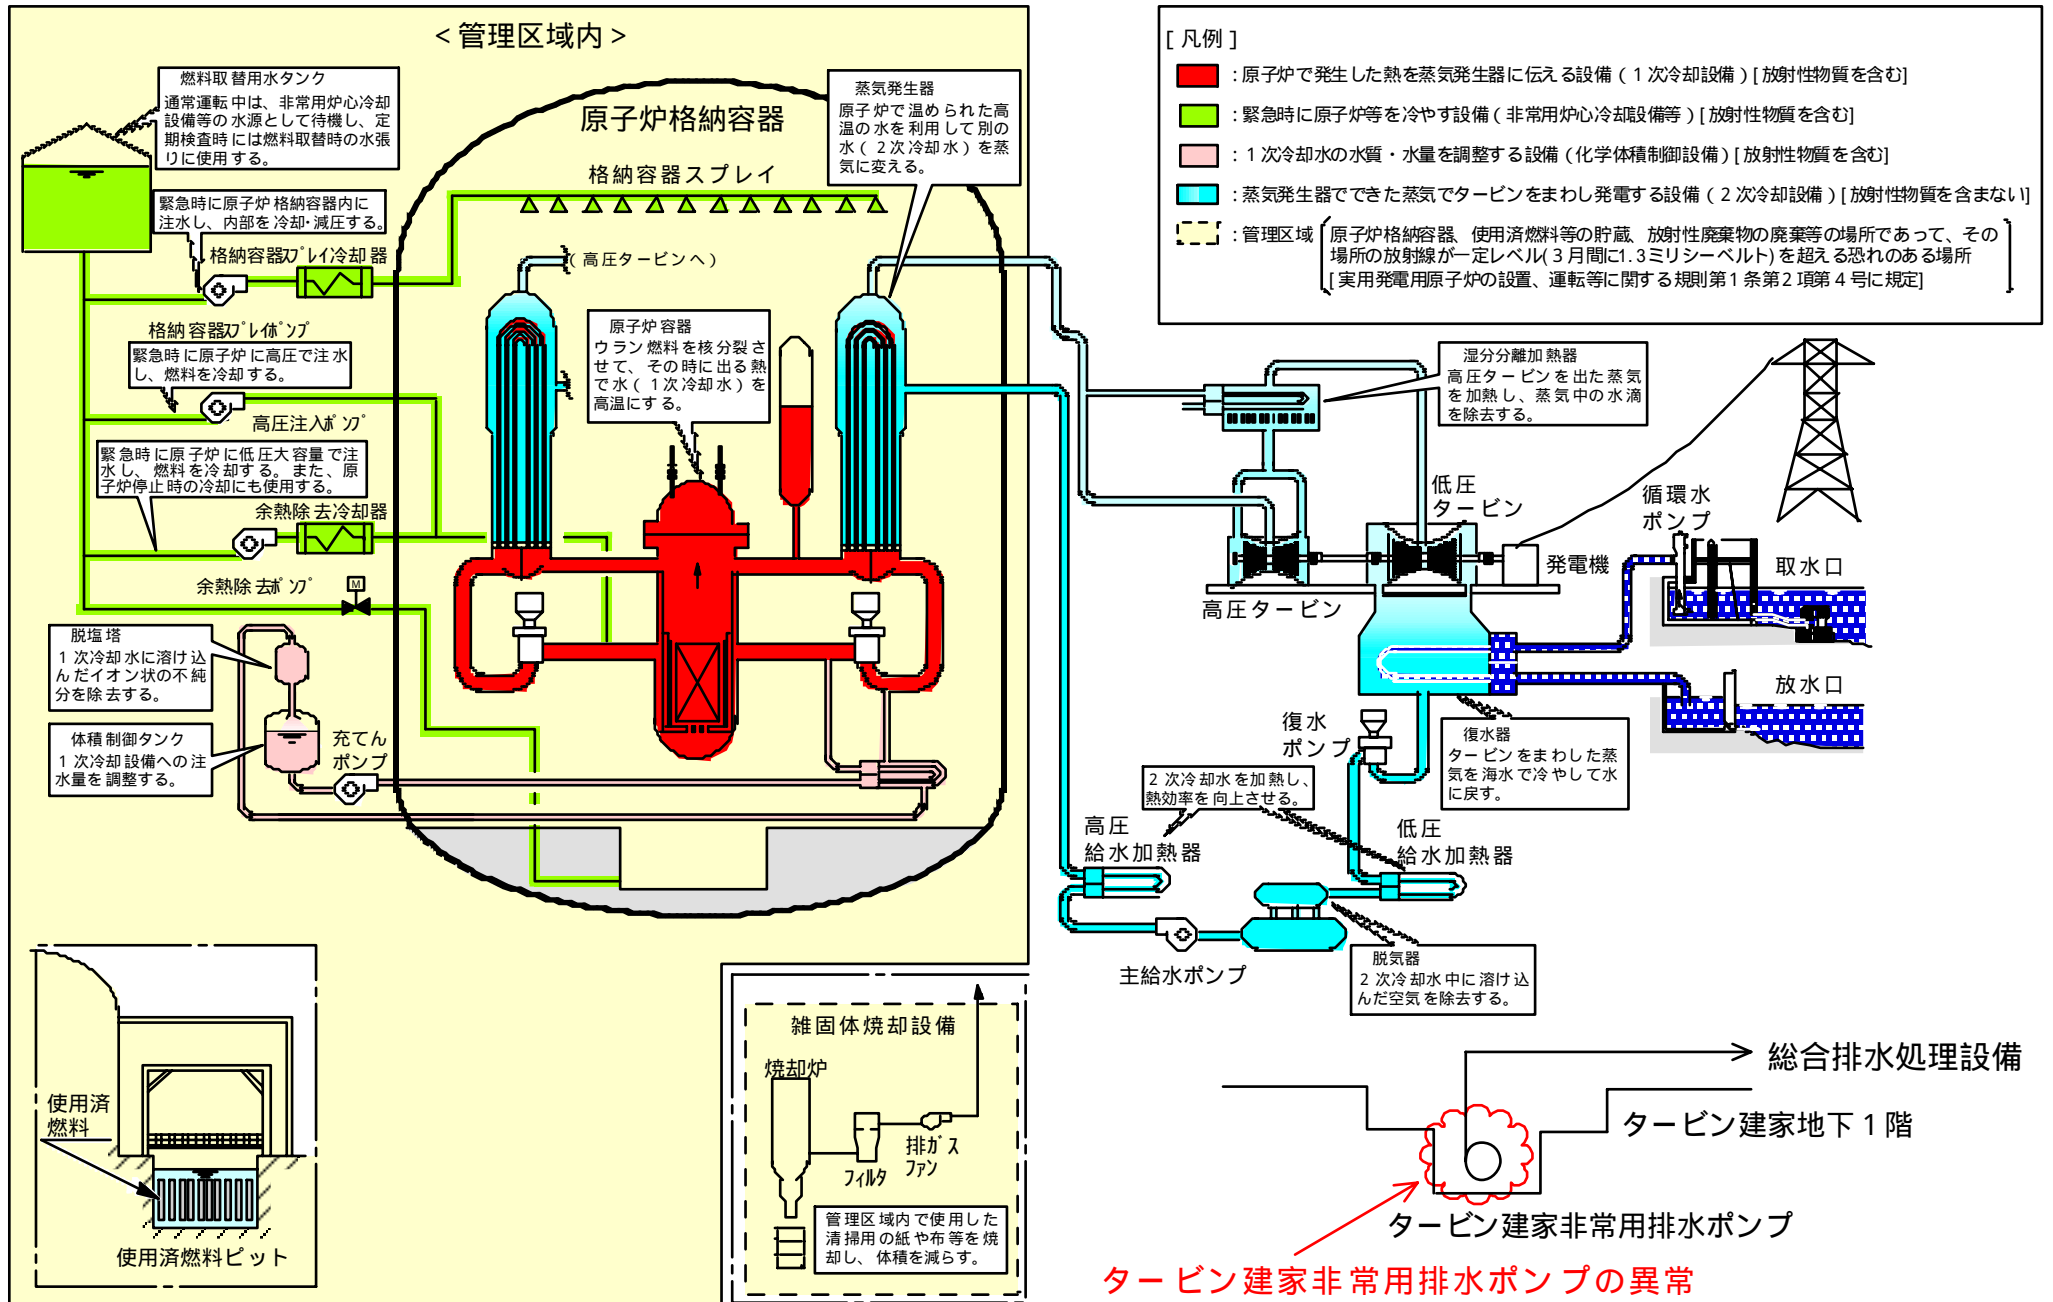 ＜管理区域内＞
燃料取替用水タンク
通常運転中は、非常用炉心冷却
設備等の水源として待機し、定
期検査時には燃料取替時の水張
りに使用する。
緊急時に原子炉格納容器内に
注水し、内部を冷却・減圧する。
格納容器ｽﾌﾟﾚｲ冷却器
格納容器ｽﾌﾟﾚｲﾎﾟﾝﾌﾟ
緊急時に原子炉に高圧で注水
し、燃料を冷却する。
高圧注入ﾎﾟﾝﾌﾟ
緊急時に原子炉に低圧大容量で注
水し、燃料を冷却する。また、原
子炉停止時の冷却にも使用する。
余熱除去冷却器
余熱除去ﾎﾟﾝﾌﾟ
M
脱塩塔
１次冷却水に溶け込
んだイオン状の不純
分を除去する。
体積制御タンク
１次冷却設備への注
水量を調整する。
充てん
ポンプ
原子炉格納容器
格納容器スプレイ
（高圧タービンへ）
蒸気発生器
原子炉で温められた高
温の水を利用して別の
水（２次冷却水）を蒸
気に変える。
原子炉容器
ウラン燃料を核分裂さ
せて、その時に出る熱
で水（１次冷却水）を
高温にする。
使用済
燃料
使用済燃料ピット
雑固体焼却設備
焼却炉
フィルタ
排ｶﾞｽ
ﾌｧﾝ
管理区域内で使用した
清掃用の紙や布等を焼
却し、体積を減らす。
[凡例]
：原子炉で発生した熱を蒸気発生器に伝える設備（１次冷却設備）[放射性物質を含む]
：緊急時に原子炉等を冷やす設備（非常用炉心冷却設備等）[放射性物質を含む]
：１次冷却水の水質・水量を調整する設備（化学体積制御設備）[放射性物質を含む]
：蒸気発生器でできた蒸気でタービンをまわし発電する設備（２次冷却設備）[放射性物質を含まない]
：管理区域
原子炉格納容器、使用済燃料等の貯蔵、放射性廃棄物の廃棄等の場所であって、その
場所の放射線が一定レベル(３月間に1.3ミリシーベルト)を超える恐れのある場所
[実用発電用原子炉の設置、運転等に関する規則第１条第２項第４号に規定]
湿分分離加熱器
高圧タービンを出た蒸気
を加熱し、蒸気中の水滴
を除去する。
低圧
タービン
発電機
高圧タービン
循環水
ポンプ
取水口
放水口
復水
ポンプ
復水器
タービンをまわした蒸
気を海水で冷やして水
に戻す。
２次冷却水を加熱し、
熱効率を向上させる。
高圧
給水加熱器
低圧
給水加熱器
主給水ポンプ
脱気器
２次冷却水中に溶け込
んだ空気を除去する。
総合排水処理設備
タービン建家地下１階
タービン建家非常用排水ポンプ
タービン建家非常用排水ポンプの異常